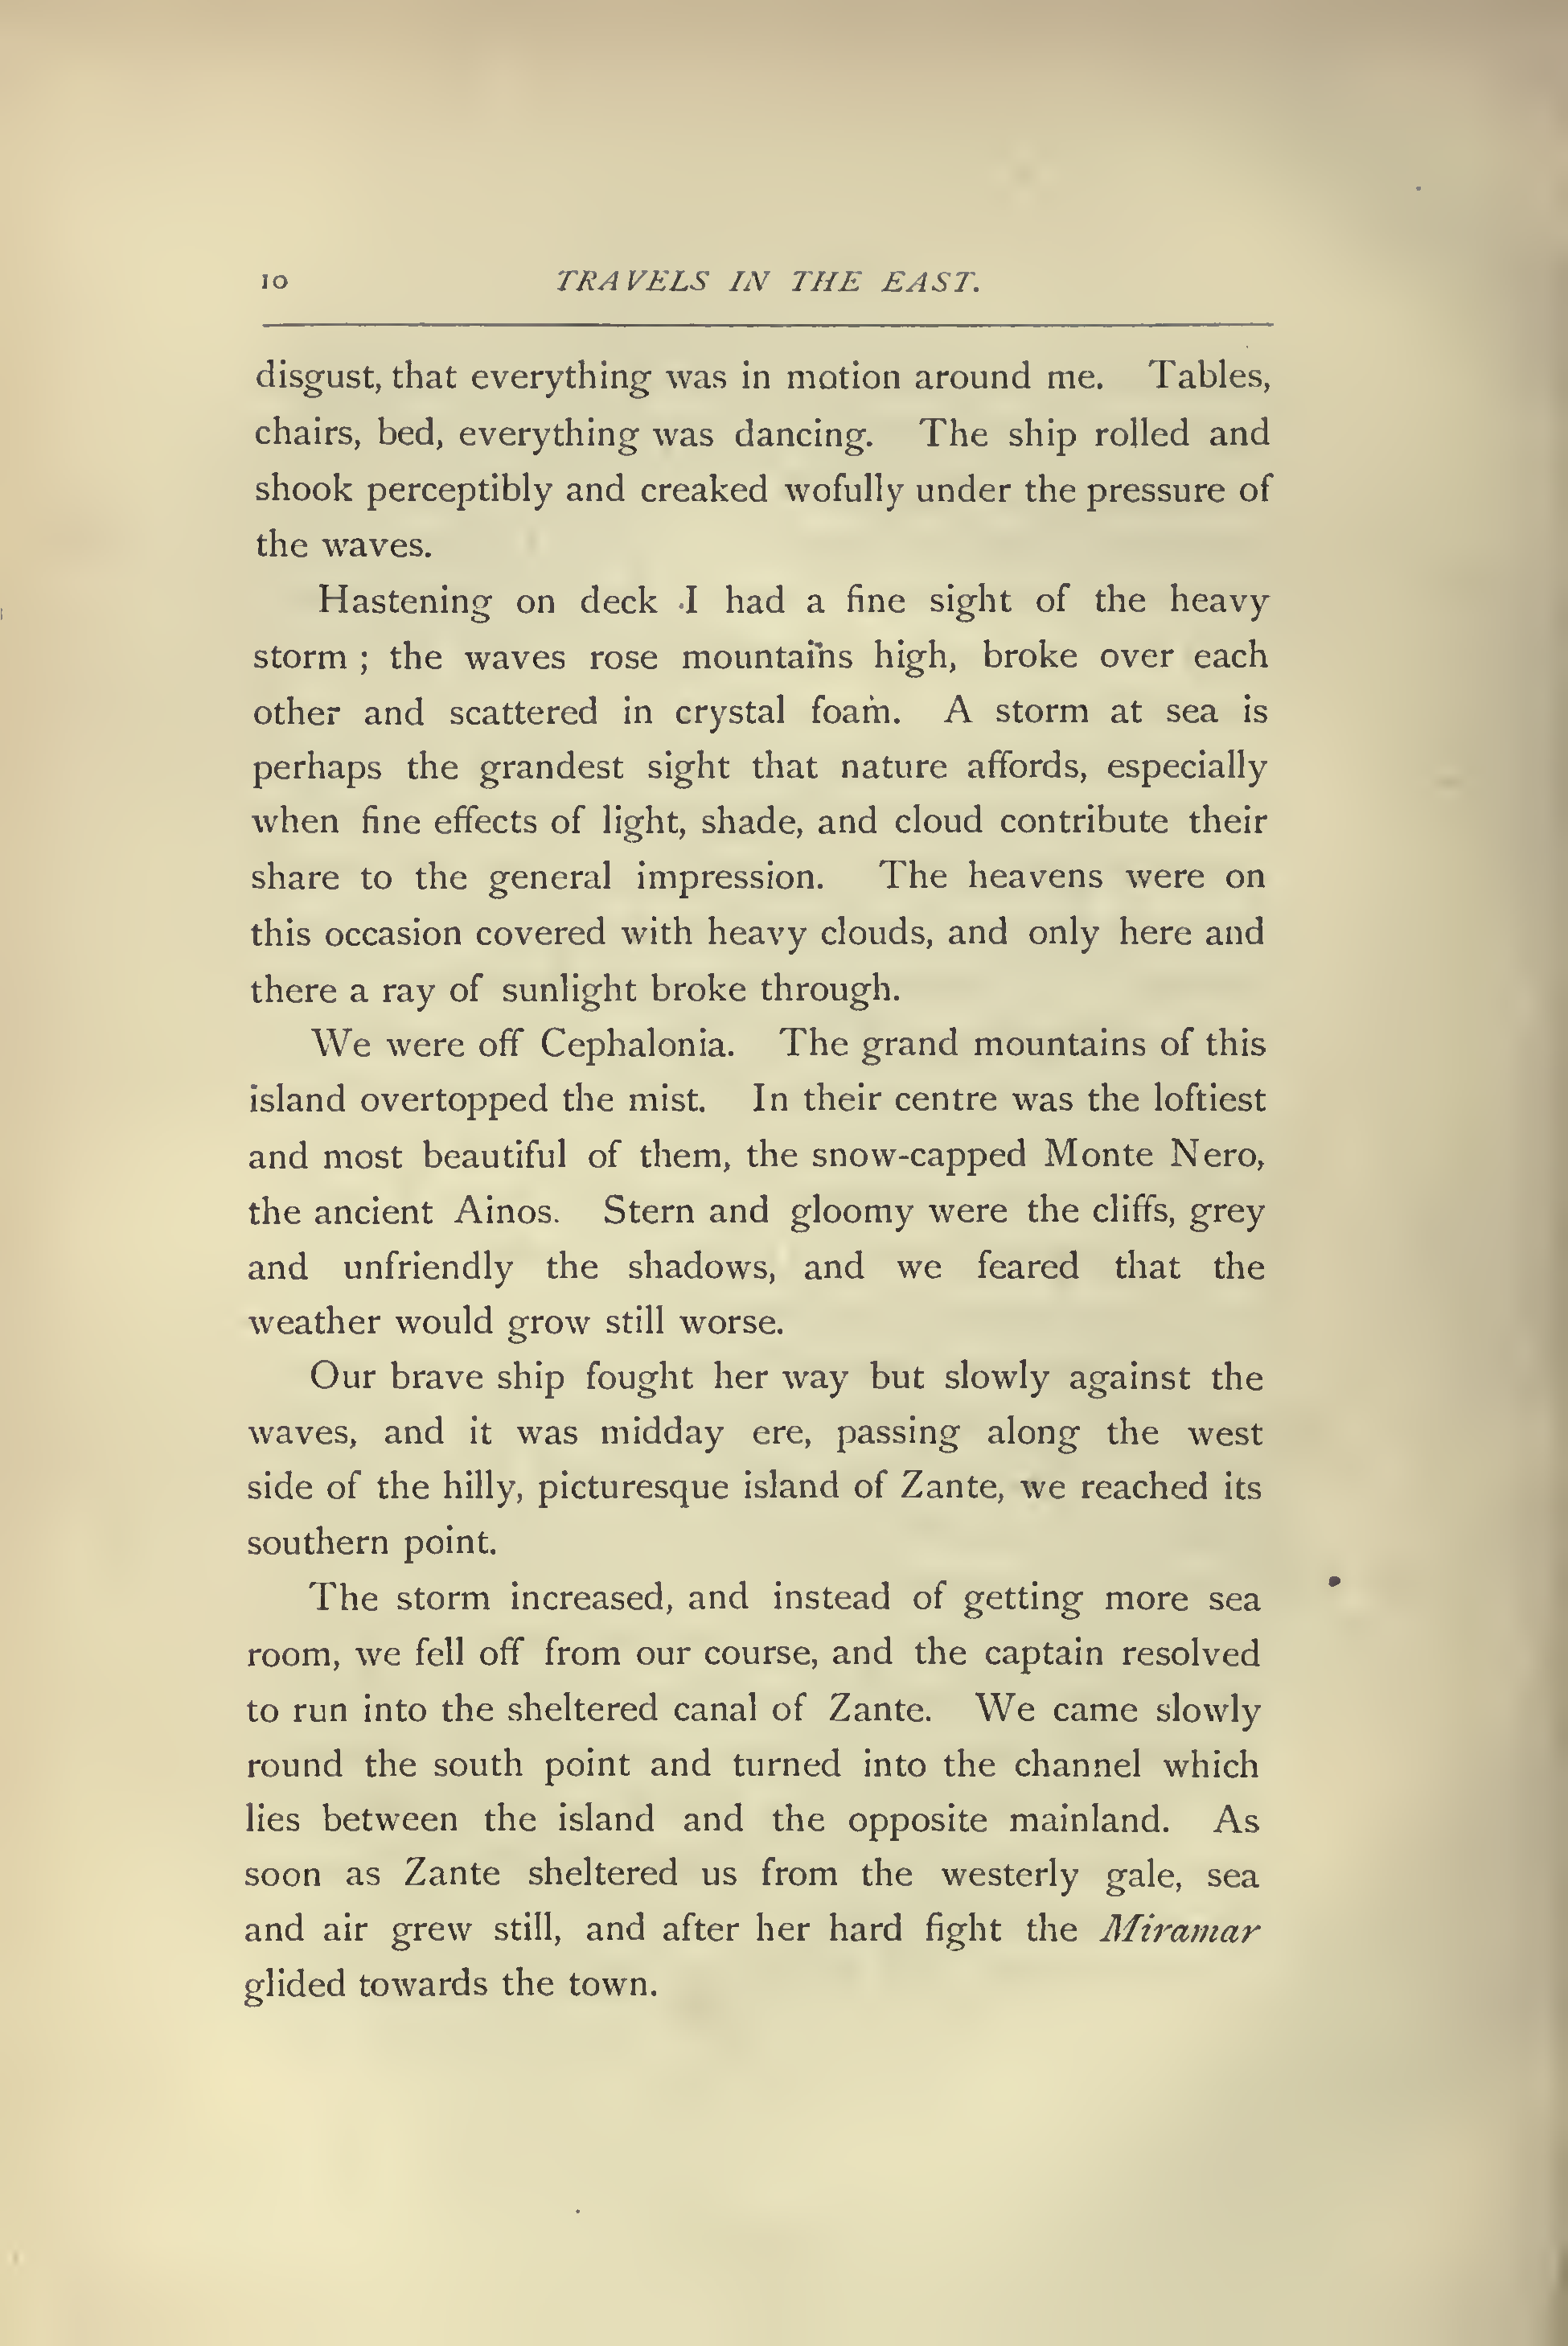 10 TRAVELS IN THE EAST.
disgust, that everything was in motion around me. Tables,
chairs, bed, everything was dancing. The ship rolled and
shook perceptibly and creaked wofully under the pressure of
the waves.
Hastening on deck I had a fine sight of the heavy
storm ; the waves rose mountains high, broke over each
other and scattered in crystal foam. A storm at sea is
perhaps the grandest sight that nature affords, especially
when fine effects of light, shade, and cloud contribute their
share to the general impression. The heavens were on
this occasion covered with heavy clouds, and only here and
there a ray of sunlight broke through.
We were off Cephalonia. The grand mountains of this
island overtopped the mist. In their centre was the loftiest
and most beautiful of them, the snow-capped Monte Nero,
the ancient Ainos. Stern and gloomy were the cliffs, grey
and unfriendly the shadows, and we feared that the
weather would grow still worse.
Our brave ship fought her way but slowly against the
waves, and it was midday ere, passing along the west
side of the hilly, picturesque island of Zante, we reached its
southern point.
The storm increased, and instead of getting more sea
room, we fell off from our course, and the captain resolved
to run into the sheltered canal of Zante. We came slowly
round the south point and turned into the channel which
lies between the island and the opposite mainland. As
soon as Zante sheltered us from the westerly gale, sea
and air grew still, and after her hard fight the Miramar
glided towards the town.